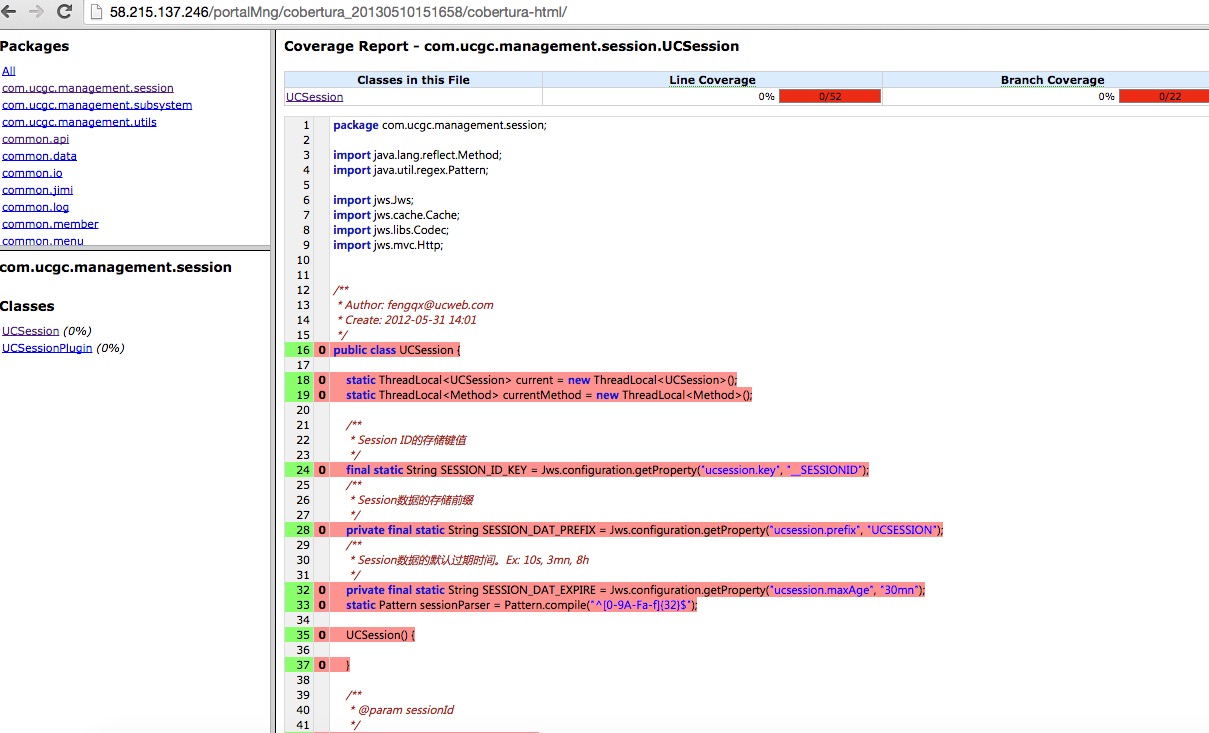 58.215.137.246/portalMng/cobertura_20130510151658/cobertura-html/
Packages
All
com.ucgc.management.session
com.ucgc.management.subsystem
com.ucgc.management.utils
common.api
common.data
common.io
common.jimi
common.log
common.member
common.menu
com.ucgc.management.session
Classes
UCSession (0%)
UCSessionPlugin (0%)
Coverage Report - com.ucgc.management.session.UCSession
Classes in this File Line Coverage Branch Coverage
UCSession 0% 0/52 0% 0/22
1 package com.ucgc.management.session;
2
3 import java.lang.reflect.Method;
4 import java.util.regex.Pattern;
5
6 import jws.Jws;
7 import jws.cache.Cache;
8 import jws.libs.Codec;
9 import jws.mvc.Http;
10
11
12 /**
13 * Author: fengqx@ucweb.com
14 * Create: 2012-05-31 14:01
15 */
16 0 public class UCSession {
17
18 0 static ThreadLocal<UCSession> current = new ThreadLocal<UCSession>();
19 0 static ThreadLocal<Method> currentMethod = new ThreadLocal<Method>();
20
21 /**
22 * Session ID的存储键值
23 */
24 0 final static String SESSION_ID_KEY = Jws.configuration.getProperty("ucsession.key", "__SESSIONID");
25 /**
26 * Session数据的存储前缀
27 */
28 0 private final static String SESSION_DAT_PREFIX = Jws.configuration.getProperty("ucsession.prefix", "UCSESSION");
29 /**
30 * Session数据的默认过期时间。Ex: 10s, 3mn, 8h
31 */
32 0 private final static String SESSION_DAT_EXPIRE = Jws.configuration.getProperty("ucsession.maxAge", "30mn");
33 0 static Pattern sessionParser = Pattern.compile("^[0-9A-Fa-f]{32}$");
34
35 0 UCSession() {
36
37 0 }
38
39 /**
40 * @param sessionId
41 */